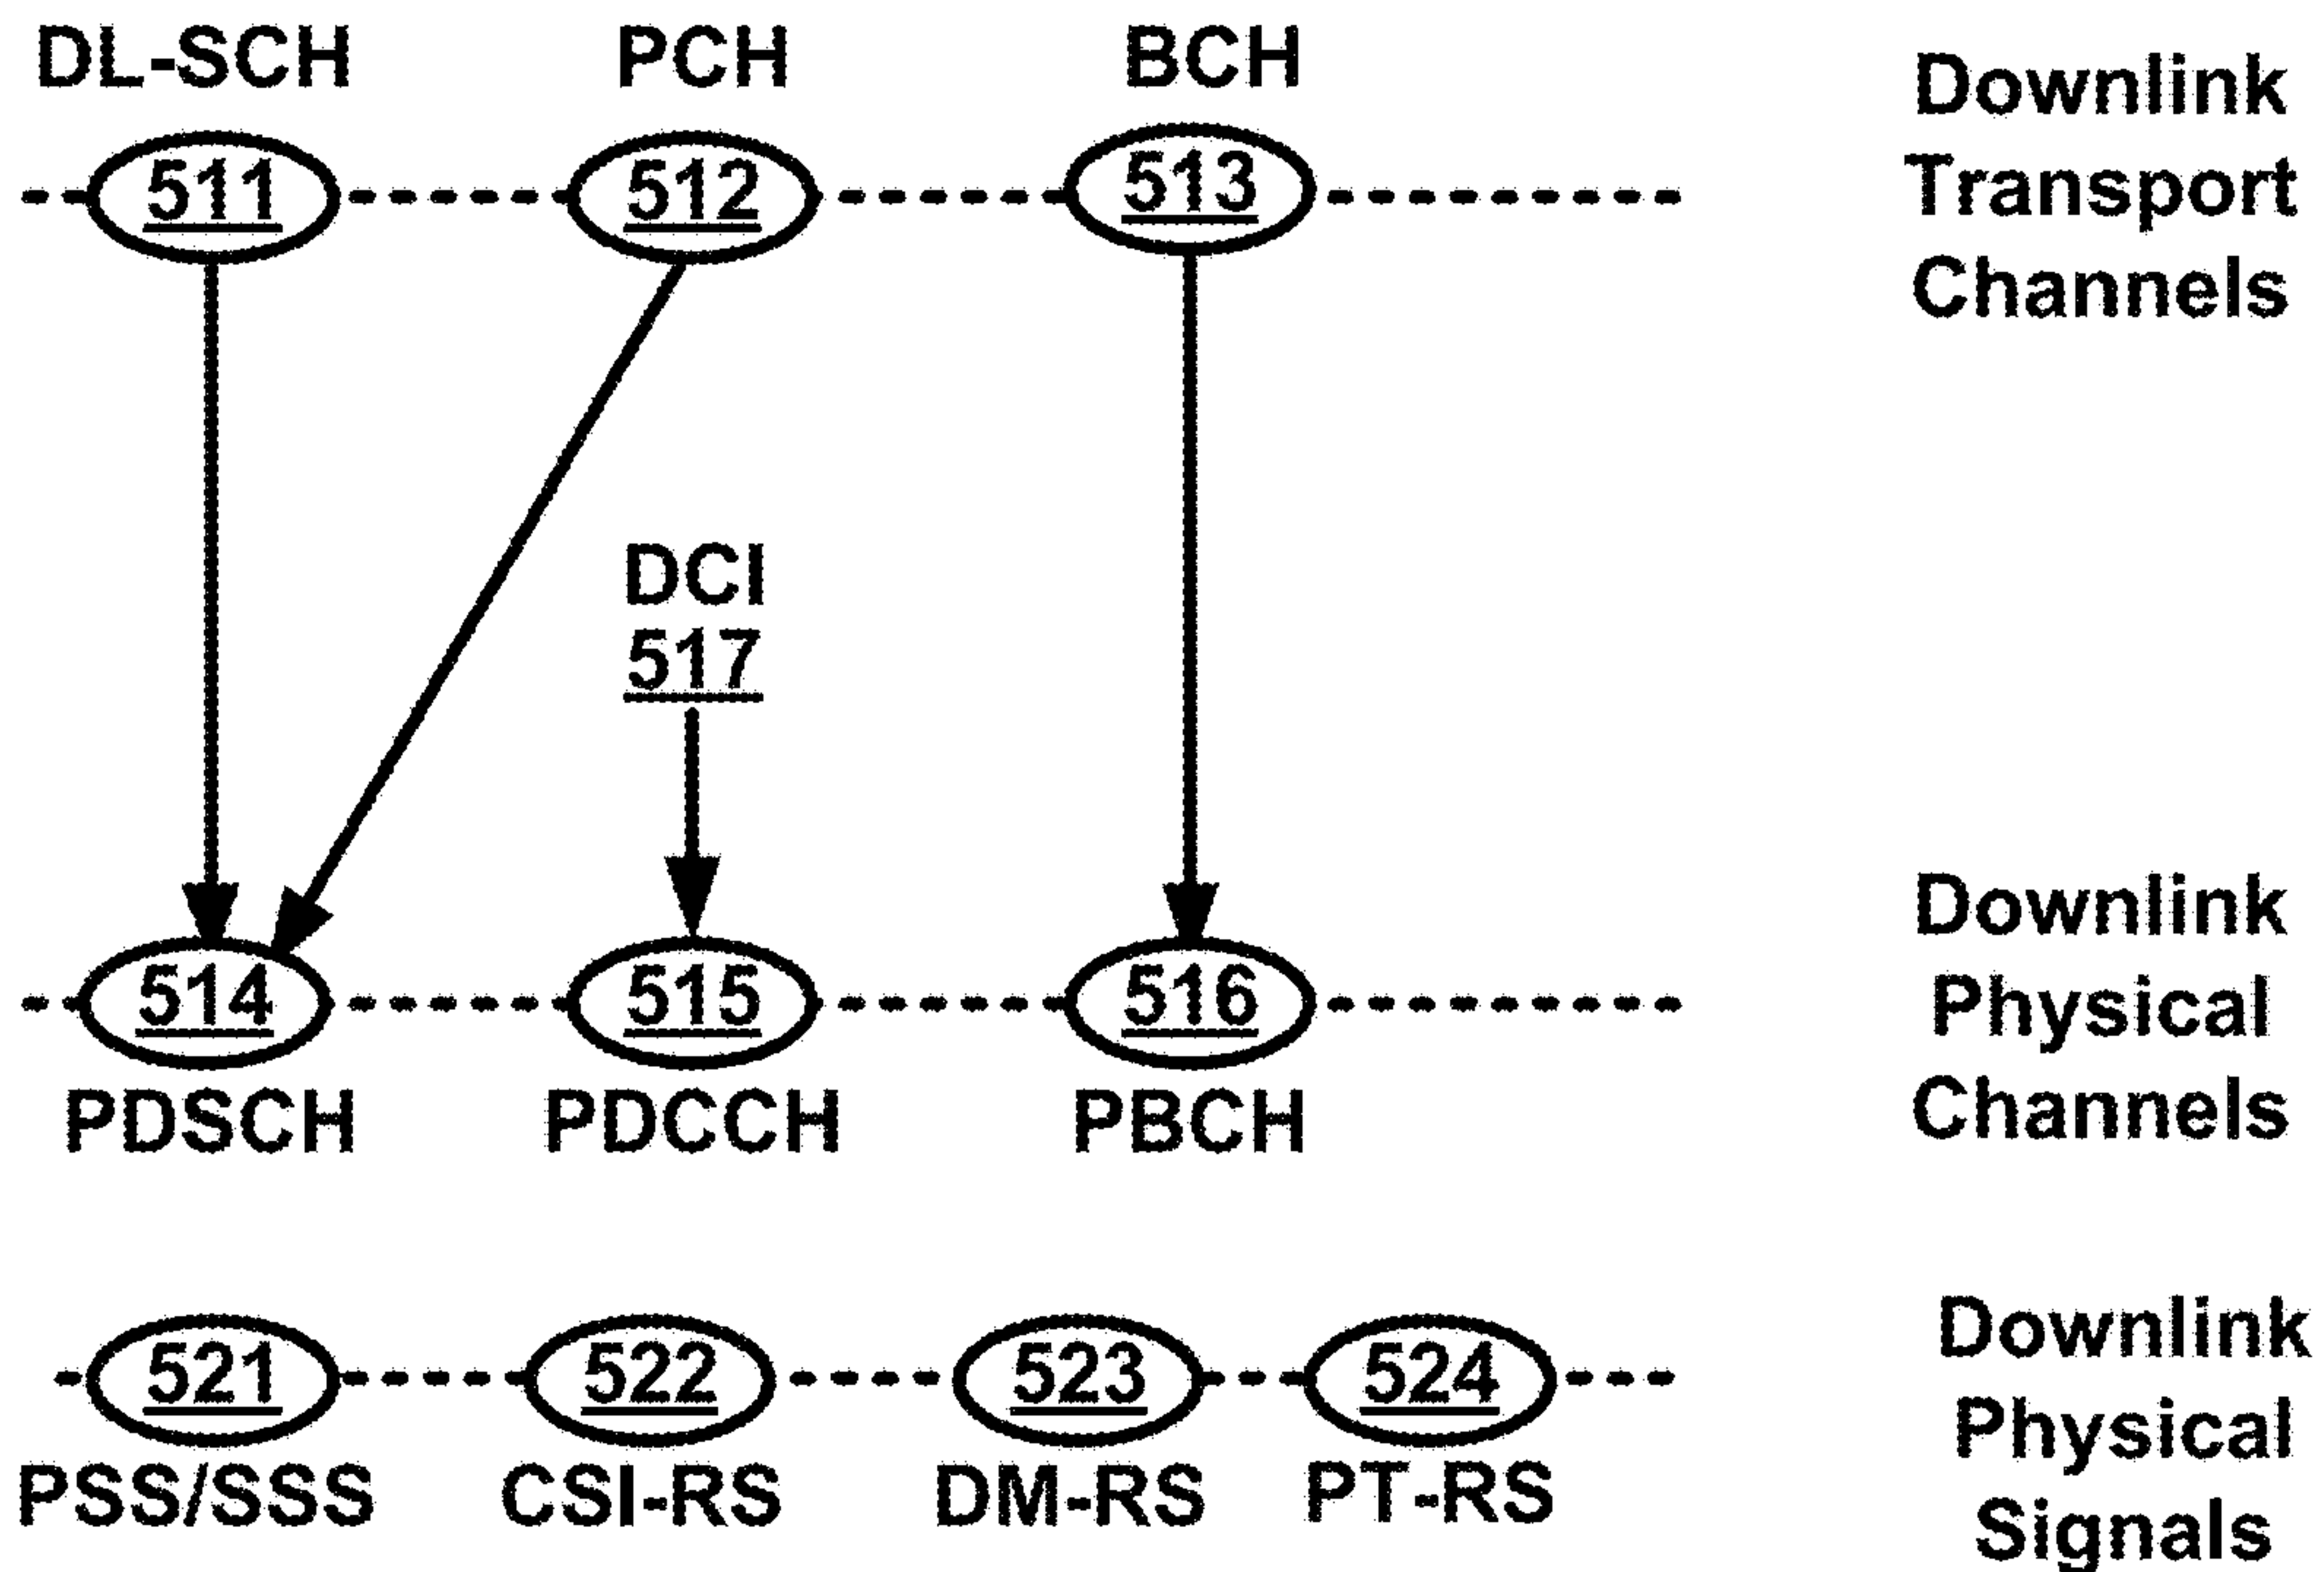 DL-SCH
PCH
BCH
511
512
513
Downlink
Transport
Channels
DCI
517
514
515
516
PDSCH
PDCCH
PBCH
Downlink
Physical
Channels
521
522
523
524
PSS/SSS
CSI-RS
DM-RS
PT-RS
Downlink
Physical
Signals